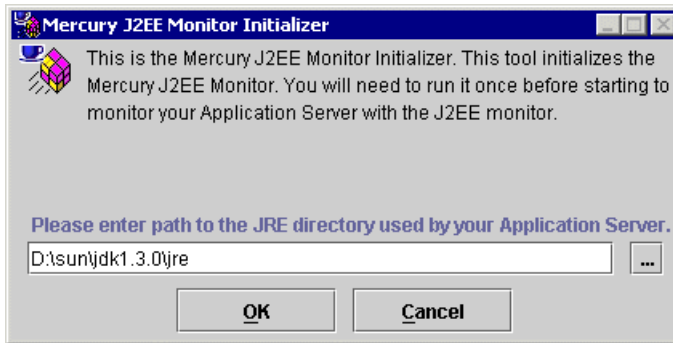 Mercury J2EE Monitor Initializer
This is the Mercury J2EE Monitor Initializer. This tool initializes the
Mercury J2EE Monitor. You will need to run it once before starting to
monitor your Application Server with the J2EE monitor.
Please enter path to the JRE directory used by your Application Server.
D:\sun\jdk1.3.0\jre
...
OK
Cancel